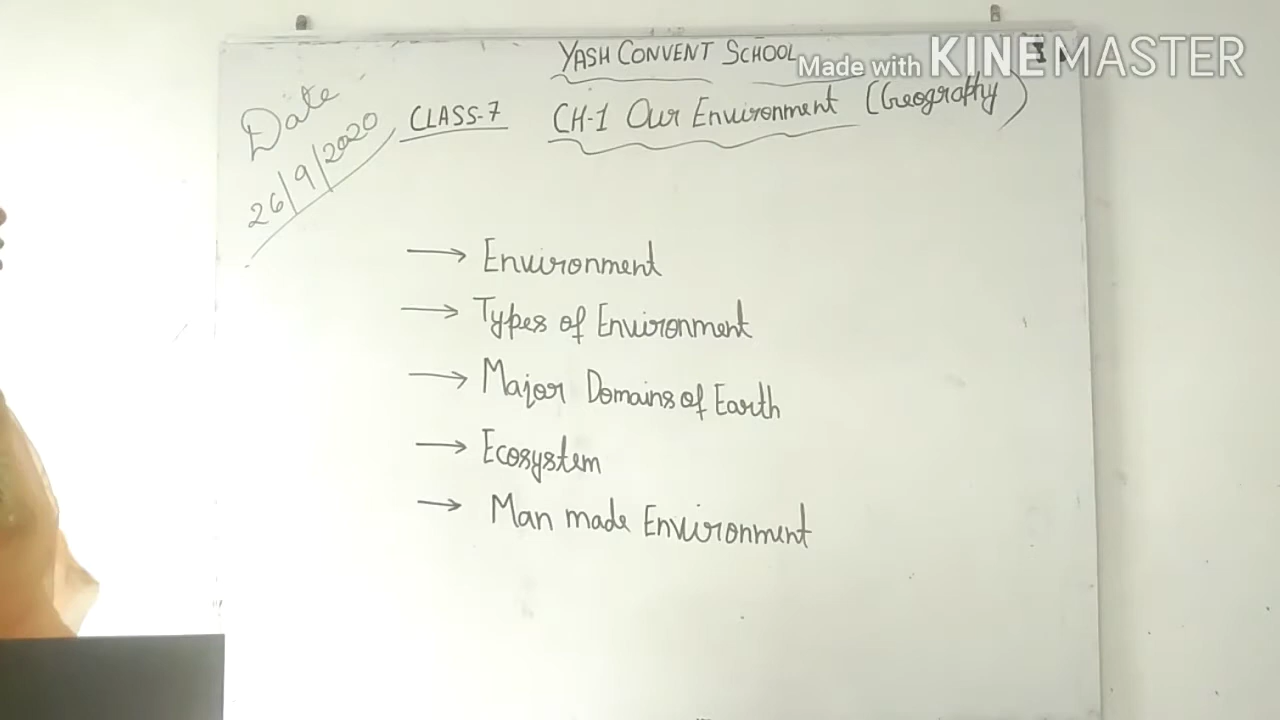 YASH CONVENT SCHOOL
Made with KINEMASTER
Date
26/9/2020
CLASS-7
CH-1 Our Environment (Geography)
→ Environment
→ Types of Environment
→ Major Domains of Earth
→ Ecosystem
→ Man made Environment